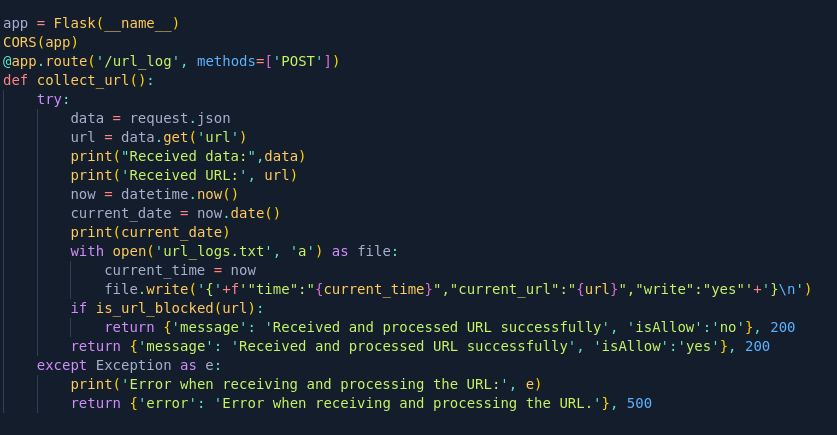 app = Flask(__name__)
CORS(app)
@app.route('/url_log', methods=['POST'])
def collect_url():
    try:
        data = request.json
        url = data.get('url')
        print("Received data:",data)
        print('Received URL:', url)
        now = datetime.now()
        current_date = now.date()
        print(current_date)
        with open('url_logs.txt', 'a') as file:
            current_time = now
            file.write('{'+f'"time":"{current_time}","current_url":"{url}","write":"yes"'+'}\n')
        if is_url_blocked(url):
            return {'message': 'Received and processed URL successfully', 'isAllow':'no'}, 200
        return {'message': 'Received and processed URL successfully', 'isAllow':'yes'}, 200
    except Exception as e:
        print('Error when receiving and processing the URL:', e)
        return {'error': 'Error when receiving and processing the URL.'}, 500